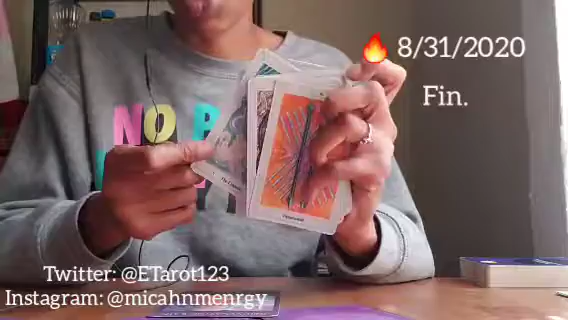 🔥 8/31/2020
Fin.
NO B
Twitter: @ETarot123
Instagram: @micahnmenrgy